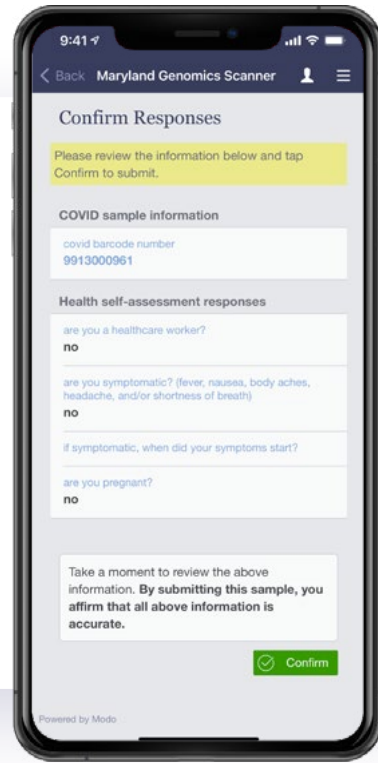 9:41
Back Maryland Genomics Scanner
Confirm Responses
Please review the information below and tap
Confirm to submit.
COVID sample information
covid barcode number
9913000961
Health self-assessment responses
are you a healthcare worker?
no
are you symptomatic? (fever, nausea, body aches,
headache, and/or shortness of breath)
no
if symptomatic, when did your symptoms start?
are you pregnant?
no
Take a moment to review the above
information. By submitting this sample, you
affirm that all above information is
accurate.
Confirm
Powered by Modo